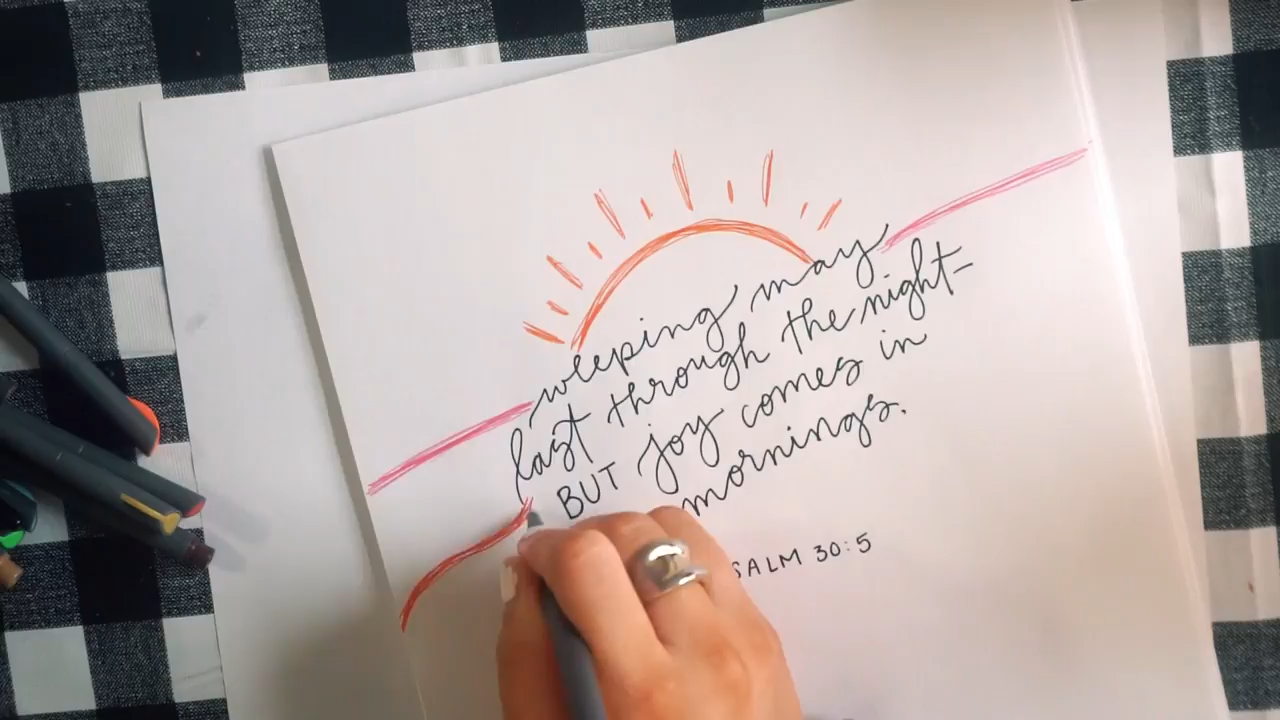 weeping may
last through the night-
BUT joy comes in
mornings.
SALM 30:5